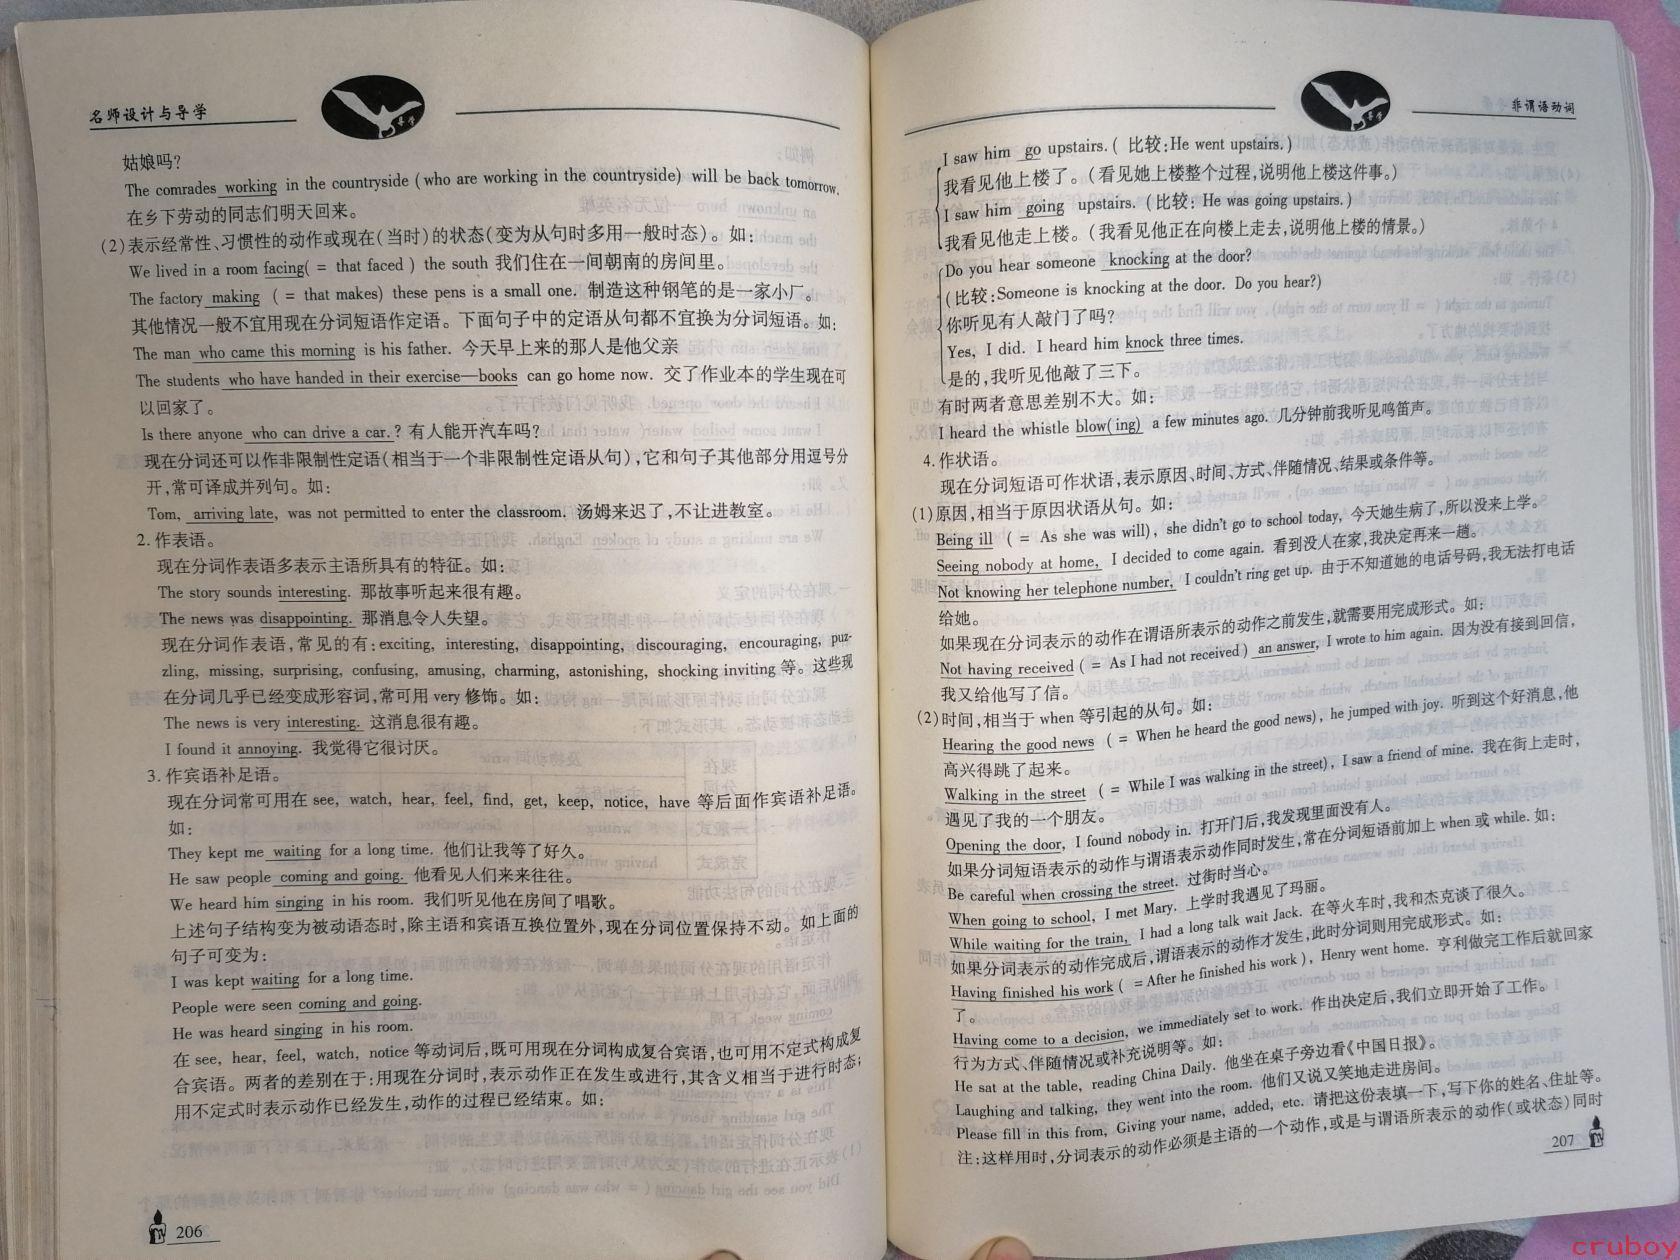 名师设计与导学
导学
姑娘吗?
The comrades working in the countryside (who are working in the countryside) will be back tomorrow.
在乡下劳动的同志们明天回来。
(2)表示经常性、习惯性的动作或现在(当时)的状态(变为从句时多用一般时态)。如:
We lived in a room facing( = that faced ) the south 我们住在一间朝南的房间里。
The factory making ( = that makes) these pens is a small one. 制造这种钢笔的是一家小厂。
其他情况一般不宜用现在分词短语作定语。下面句子中的定语从句都不宜换为分词短语。如:
The man who came this morning is his father. 今天早上来的那人是他父亲
The students who have handed in their exercise—books can go home now. 交了作业本的学生现在可
以回家了。
Is there anyone who can drive a car.? 有人能开汽车吗?
现在分词还可以作非限制性定语(相当于一个非限制性定语从句),它和句子其他部分用逗号分
开,常可译成并列句。如:
Tom, arriving late, was not permitted to enter the classroom. 汤姆来迟了,不让进教室。
2. 作表语。
现在分词作表语多表示主语所具有的特征。如:
The story sounds interesting. 那故事听起来很有趣。
The news was disappointing. 那消息令人失望。
现在分词作表语,常见的有:exciting, interesting, disappointing, discouraging, encouraging, puz-
zling, missing, surprising, confusing, amusing, charming, astonishing, shocking inviting 等。这些现
在分词几乎已经变成形容词,常可用 very 修饰。如:
The news is very interesting. 这消息很有趣。
I found it annoying. 我觉得它很讨厌。
3. 作宾语补足语。
现在分词常可用在 see, watch, hear, feel, find, get, keep, notice, have 等后面作宾语补足语。
如:
They kept me waiting for a long time. 他们让我等了好久。
He saw people coming and going. 他看见人们来来往往。
We heard him singing in his room. 我们听见他在房间了唱歌。
上述句子结构变为被动语态时,除主语和宾语互换位置外,现在分词位置保持不动。如上面的
句子可变为:
I was kept waiting for a long time.
People were seen coming and going.
He was heard singing in his room.
在 see, hear, feel, watch, notice 等动词后,既可用现在分词构成复合宾语,也可用不定式构成复
合宾语。两者的差别在于:用现在分词时,表示动作正在发生或进行,其含义相当于进行时态;
用不定式时表示动作已经发生,动作的过程已经结束。如:
206
导学
非谓语动词
I saw him go upstairs. ( 比较:He went upstairs. )
我看见他上楼了。(看见她上楼整个过程,说明他上楼这件事。)
I saw him going upstairs. (比较: He was going upstairs. )
我看见他走上楼。(我看见他正在向楼上走去,说明他上楼的情景。)
Do you hear someone knocking at the door?
(比较:Someone is knocking at the door. Do you hear?)
你听见有人敲门了吗?
Yes, I did. I heard him knock three times.
是的,我听见他敲了三下。
有时两者意思差别不大。如:
I heard the whistle blow(ing) a few minutes ago. 几分钟前我听见鸣笛声。
4. 作状语。
现在分词短语可作状语,表示原因、时间、方式、伴随情况、结果或条件等。
(1)原因,相当于原因状语从句。如:
Being ill ( = As she was will), she didn't go to school today, 今天她生病了,所以没来上学。
Seeing nobody at home, I decided to come again. 看到没人在家,我决定再来一趟。
Not knowing her telephone number, I couldn't ring get up. 由于不知道她的电话号码,我无法打电话
给她。
如果现在分词表示的动作在谓语所表示的动作之前发生,就需要用完成形式。如:
Not having received ( = As I had not received) an answer, I wrote to him again. 因为没有接到回信,
我又给他写了信。
(2)时间,相当于 when 等引起的从句。如:
Hearing the good news ( = When he heard the good news), he jumped with joy. 听到这个好消息,他
高兴得跳了起来。
Walking in the street ( = While I was walking in the street), I saw a friend of mine. 我在街上走时,
遇见了我的一个朋友。
Opening the door, I found nobody in. 打开门后,我发现里面没有人。
如果分词短语表示的动作与谓语表示动作同时发生,常在分词短语前加上 when 或 while. 如:
Be careful when crossing the street. 过街时当心。
When going to school, I met Mary. 上学时我遇见了玛丽。
While waiting for the train, I had a long talk wait Jack. 在等火车时,我和杰克谈了很久。
如果分词表示的动作完成后,谓语表示的动作才发生,此时分词则用完成形式。如:
Having finished his work ( = After he finished his work ), Henry went home. 亨利做完工作后就回家
了。
Having come to a decision, we immediately set to work. 作出决定后,我们立即开始了工作。
行为方式、伴随情况或补充说明等。如:
He sat at the table, reading China Daily. 他坐在桌子旁边看《中国日报》。
Laughing and talking, they went into the room. 他们又说又笑地走进房间。
Please fill in this from, Giving your name, added, etc. 请把这份表填一下,写下你的姓名、住址等。
注:这样用时,分词表示的动作必须是主语的一个动作,或是与谓语所表示的动作(或状态)同时
207
cruboy